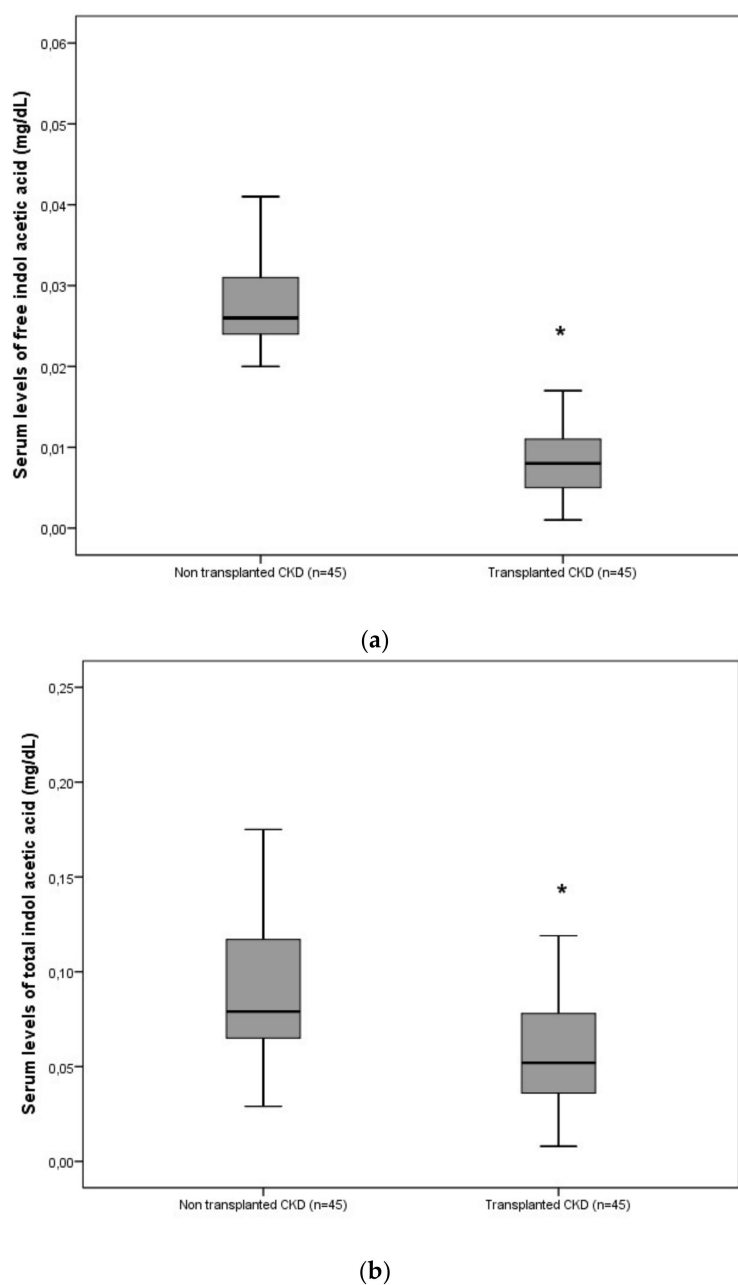 Serum levels of free indol acetic acid (mg/dL)
0,06
0,05
0,04
0,03
0,02
0,01
0,00
*
Non transplanted CKD (n=45)
Transplanted CKD (n=45)
(a)
Serum levels of total indol acetic acid (mg/dL)
0,25
0,20
0,15
0,10
0,05
0,00
*
Non transplanted CKD (n=45)
Transplanted CKD (n=45)
(b)